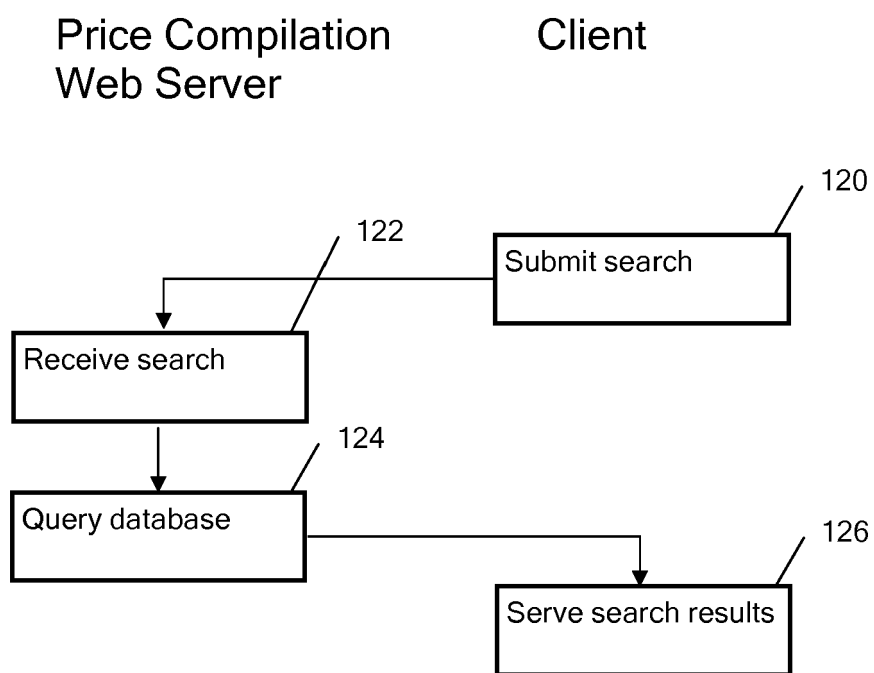 Price Compilation
Web Server
Client
120
122
Submit search
Receive search
124
Query database
126
Serve search results